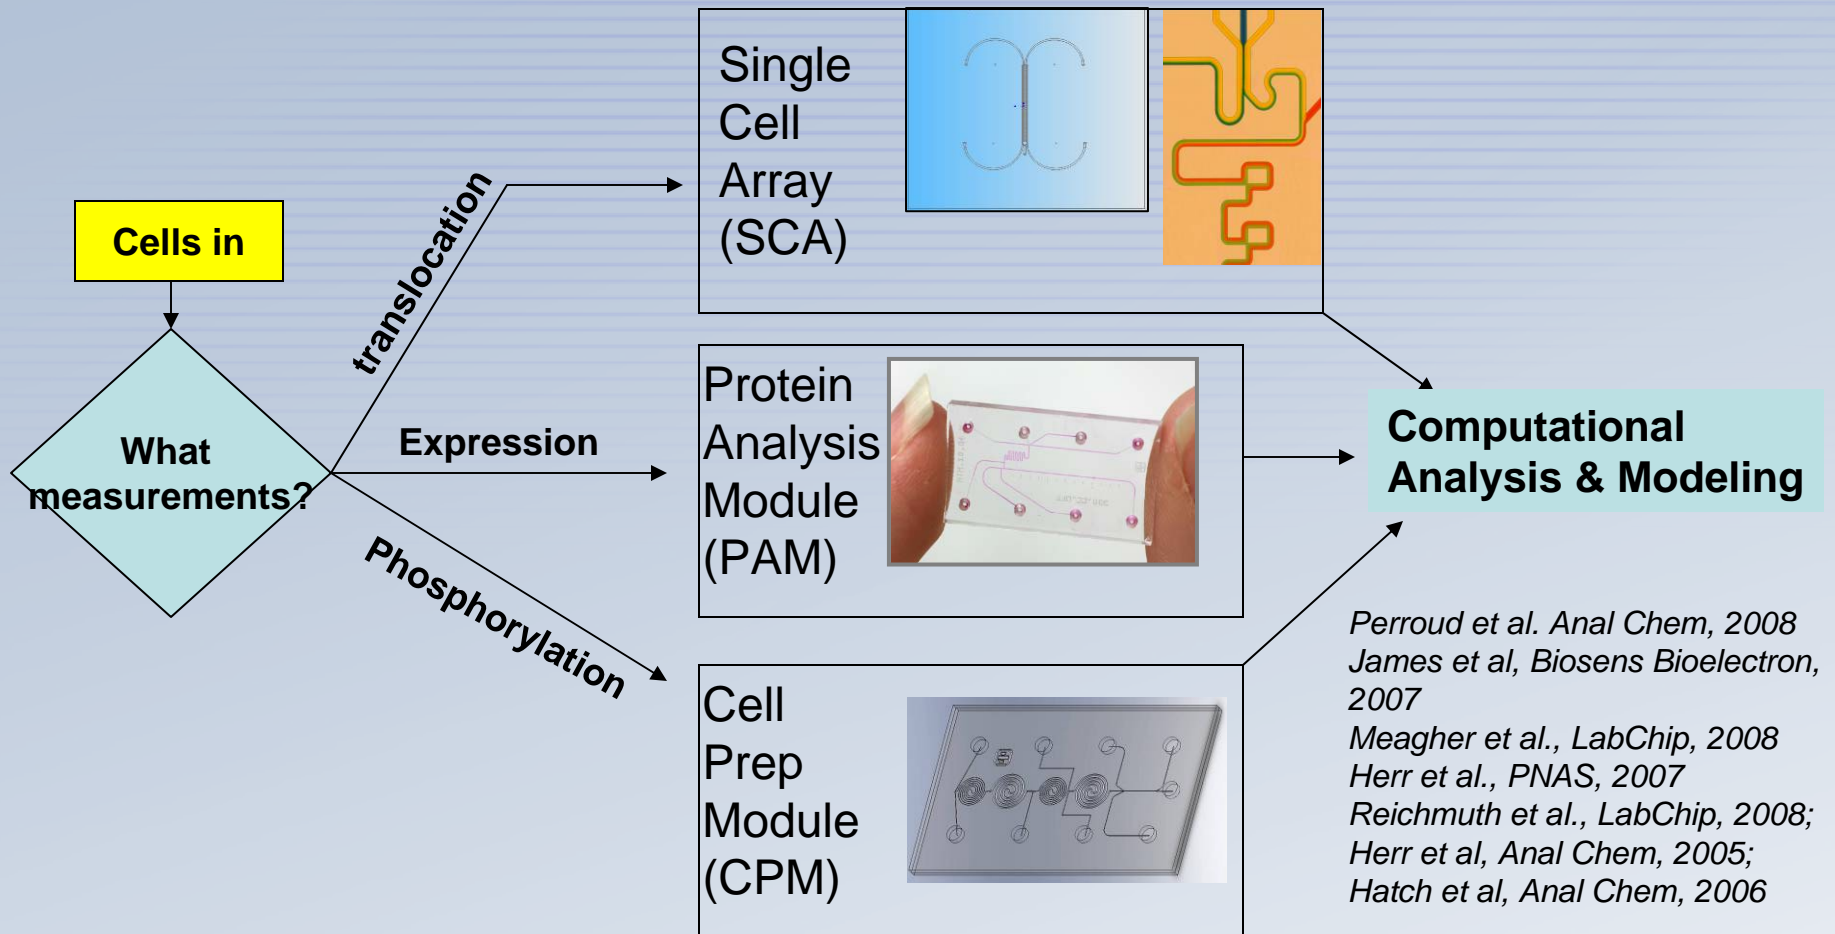 Cells in
What
measurements?
translocation
Expression
Phosphorylation
Single
Cell
Array
(SCA)
Protein
Analysis
Module
(PAM)
Cell
Prep
Module
(CPM)
Computational
Analysis & Modeling
Perroud et al. Anal Chem, 2008
James et al, Biosens Bioelectron,
2007
Meagher et al., LabChip, 2008
Herr et al., PNAS, 2007
Reichmuth et al., LabChip, 2008;
Herr et al, Anal Chem, 2005;
Hatch et al, Anal Chem, 2006